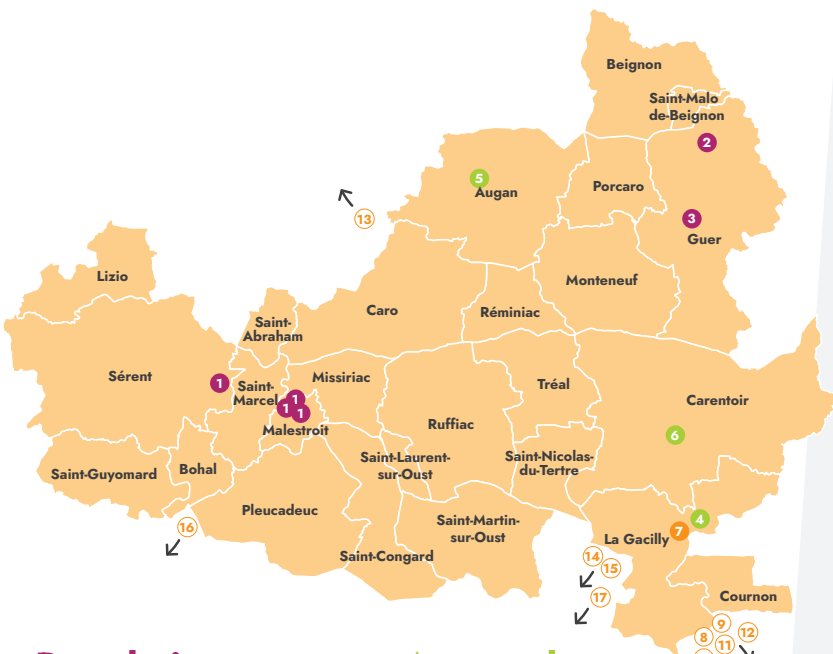 Beignon
Saint-Malo
de-Beignon
2
5
Augan
Porcaro
13
3
Guer
Lizio
Monteneuf
Caro
Réminiac
Saint-
Abraham
Sérent
1
Saint-
Marcel
1
1
1
Missiriac
Malestroit
Tréal
Carentoir
Ruffiac
6
Saint-Guyomard
Bohal
Saint-Laurent-
sur-Oust
Saint-Nicolas-
du-Tertre
Pleucadeuc
Saint-Martin-
sur-Oust
4
7
La Gacilly
16
Saint-Congard
14
15
17
Cournon
9
12
8
11